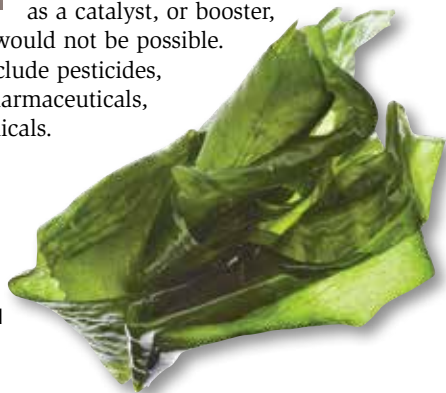 as a catalyst, or booster,
would not be possible.
clude pesticides,
armaceuticals,
icals.